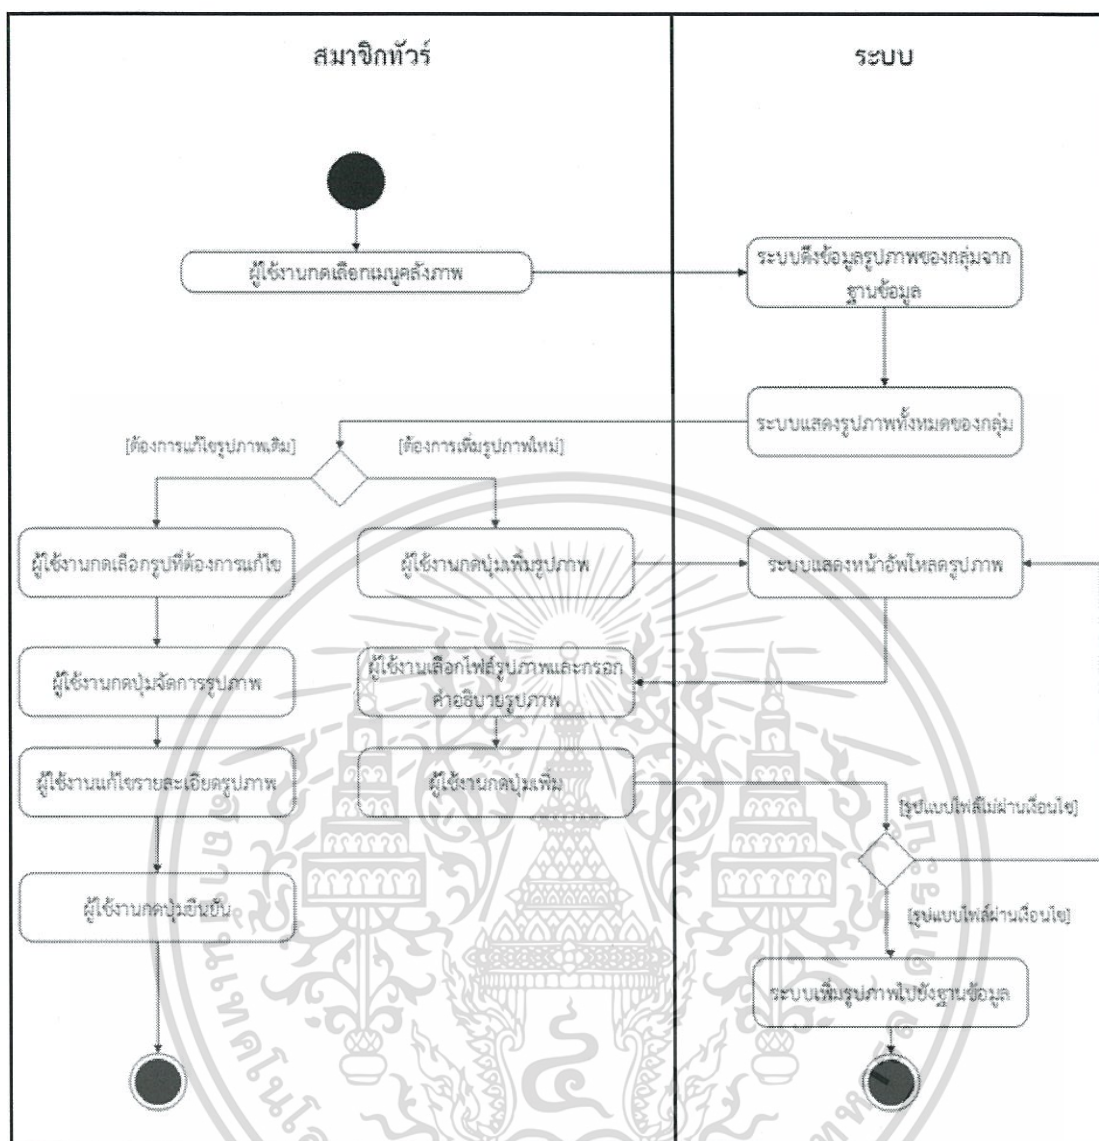 สมาชิกทัวร์
ระบบ
ผู้ใช้งานกดเลือกเมนูคลังภาพ
ระบบดึงข้อมูลรูปภาพของกลุ่มจาก
ฐานข้อมูล
ระบบแสดงรูปภาพทั้งหมดของกลุ่ม
[ต้องการแก้ไขรูปภาพเดิม]
[ต้องการเพิ่มรูปภาพใหม่]
ผู้ใช้งานกดเลือกรูปที่ต้องการแก้ไข
ผู้ใช้งานกดปุ่มเพิ่มรูปภาพ
ระบบแสดงหน้าอัพโหลดรูปภาพ
ผู้ใช้งานกดปุ่มจัดการรูปภาพ
ผู้ใช้งานเลือกไฟล์รูปภาพและกรอก
คำอธิบายรูปภาพ
ผู้ใช้งานแก้ไขรายละเอียดรูปภาพ
ผู้ใช้งานกดปุ่มเพิ่ม
[รูปแบบไฟล์ไม่ผ่านเงื่อนไข]
ผู้ใช้งานกดปุ่มยืนยัน
[รูปแบบไฟล์ผ่านเงื่อนไข]
ระบบเพิ่มรูปภาพไปยังฐานข้อมูล